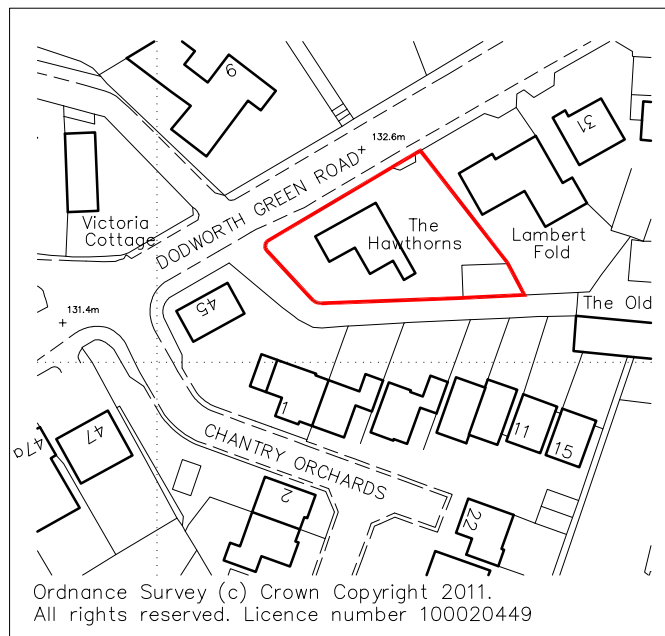 9
132.6m
DODWORTH GREEN ROAD
31
Victoria
Cottage
The
Hawthorns
Lambert
Fold
131.4m
45
The Old
1
11
15
47
47a
CHANTRY ORCHARDS
2
22
Ordnance Survey (c) Crown Copyright 2011.
All rights reserved. Licence number 100020449